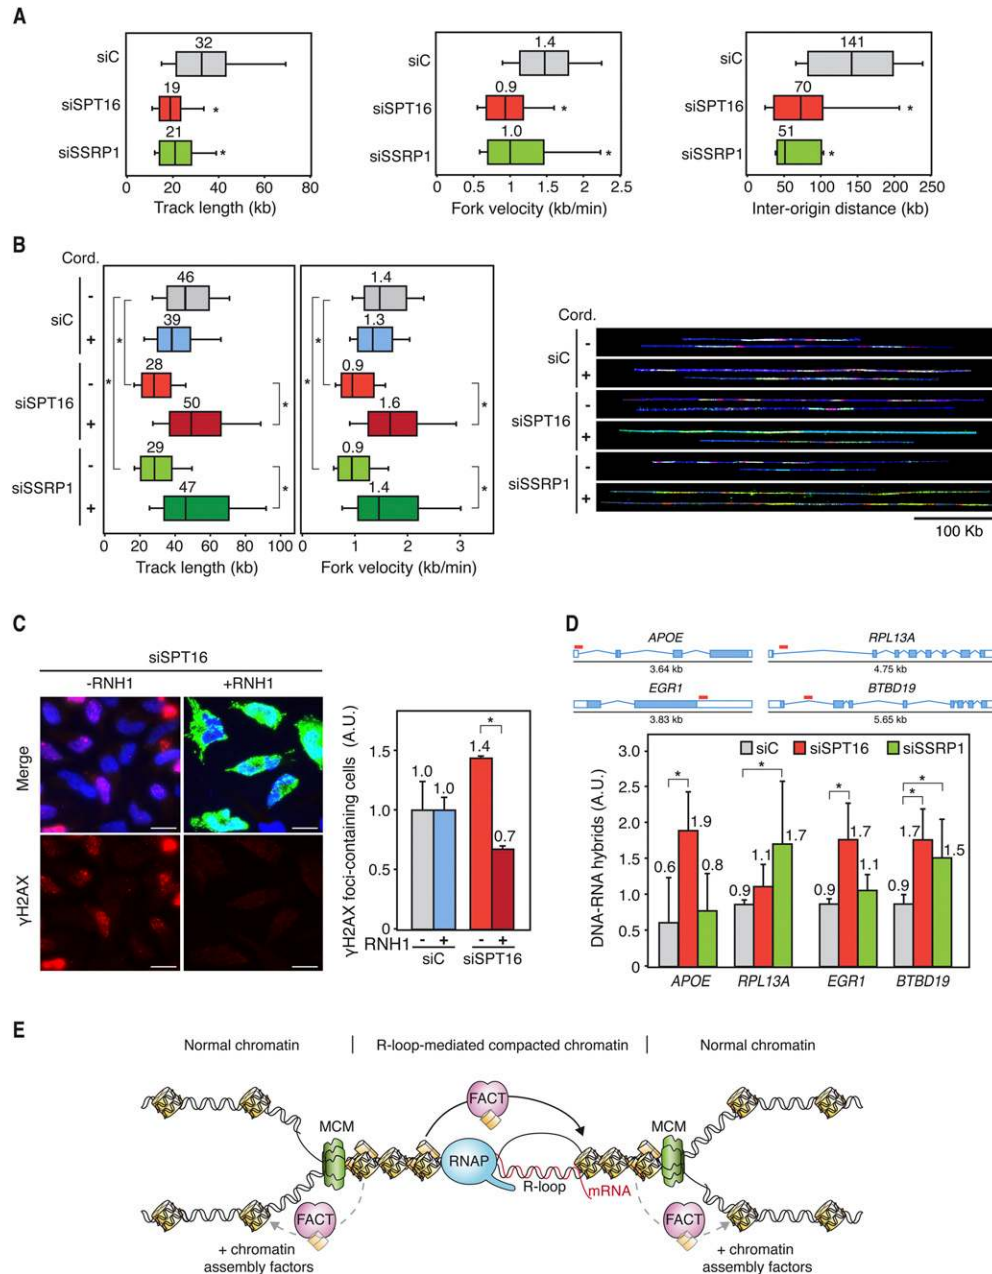 A
siC
siSPT16
siSSRP1
32
19
*
21
*
0 20 40 60 80
Track length (kb)
siC
siSPT16
siSSRP1
1.4
0.9
*
1.0
*
0.5 1 1.5 2 2.5
Fork velocity (kb/min)
siC
siSPT16
siSSRP1
141
70
*
51
*
0 50 100 150 200 250
Inter-origin distance (kb)
B
Cord.
siC
-
+
siSPT16
-
+
siSSRP1
-
+
46
39
28
50
29
47
*
*
*
*
0 20 40 60 80 100
Track length (kb)
1.4
1.3
0.9
1.6
0.9
1.4
*
*
*
*
0 1 2 3
Fork velocity (kb/min)
Cord.
siC
-
+
siSPT16
-
+
siSSRP1
-
+
100 Kb
C
siSPT16
-RNH1 +RNH1
Merge
γH2AX
γH2AX foci-containing cells (A.U.)
1.5
1.0
0.5
0
1.0
1.0
1.4
*
0.7
RNH1 - + - +
siC siSPT16
D
APOE
3.64 kb
RPL13A
4.75 kb
EGR1
3.83 kb
BTBD19
5.65 kb
siC siSPT16 siSSRP1
DNA-RNA hybrids (A.U.)
3.0
2.5
2.0
1.5
1.0
0.5
0
*
0.6
1.9
0.8
*
0.9
1.1
1.7
*
0.9
1.7
1.1
*
*
0.9
1.7
1.5
APOE RPL13A EGR1 BTBD19
E
Normal chromatin R-loop-mediated compacted chromatin Normal chromatin
FACT
MCM
MCM
RNAP
R-loop
mRNA
FACT
FACT
+ chromatin
assembly factors
+ chromatin
assembly factors